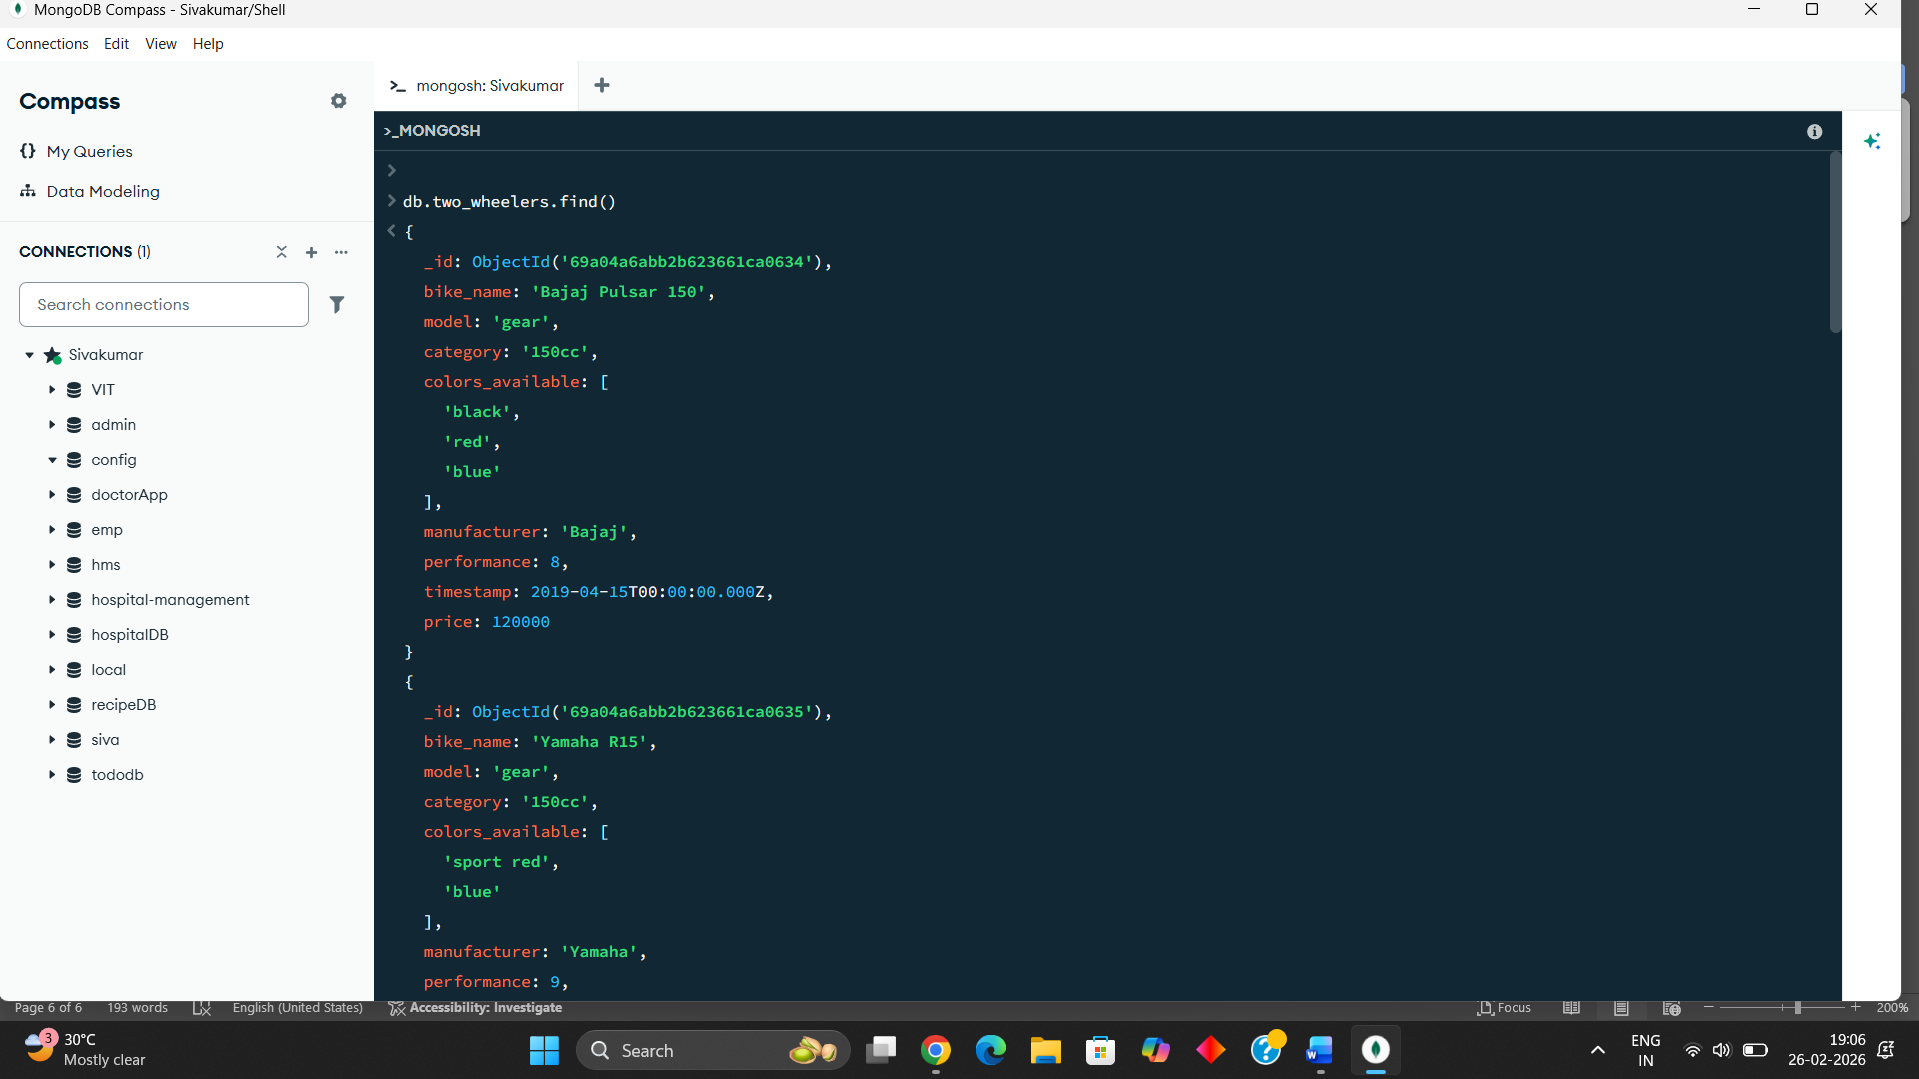 MongoDB Compass - Sivakumar/Shell
Connections Edit View Help
Compass
My Queries
Data Modeling
CONNECTIONS (1)
Search connections
Sivakumar
VIT
admin
config
doctorApp
emp
hms
hospital-management
hospitalDB
local
recipeDB
siva
tododb
mongosh: Sivakumar
>_MONGOSH
>
> db.two_wheelers.find()
< {
_id: ObjectId('69a04a6abb2b623661ca0634'),
bike_name: 'Bajaj Pulsar 150',
model: 'gear',
category: '150cc',
colors_available: [
'black',
'red',
'blue'
],
manufacturer: 'Bajaj',
performance: 8,
timestamp: 2019-04-15T00:00:00.000Z,
price: 120000
}
{
_id: ObjectId('69a04a6abb2b623661ca0635'),
bike_name: 'Yamaha R15',
model: 'gear',
category: '150cc',
colors_available: [
'sport red',
'blue'
],
manufacturer: 'Yamaha',
performance: 9,
Page 6 of 6 193 words English (United States) Accessibility: Investigate Focus 200%
3
30°C
Mostly clear
Search
ENG
IN
19:06
26-02-2026